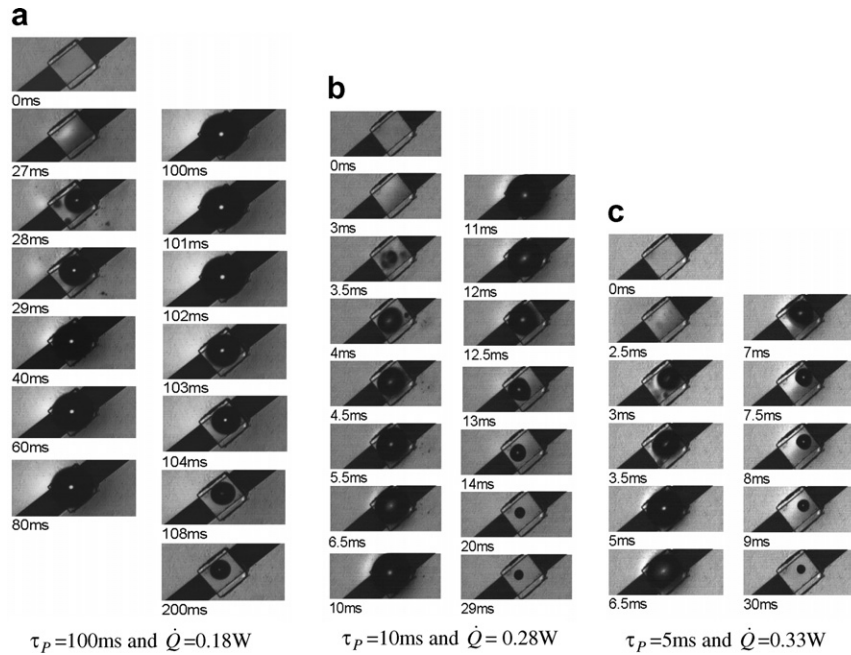 a
0ms
27ms
28ms
29ms
40ms
60ms
80ms
100ms
101ms
102ms
103ms
104ms
108ms
200ms
τP=100ms and Q̇=0.18W
b
0ms
3ms
3.5ms
4ms
4.5ms
5.5ms
6.5ms
10ms
11ms
12ms
12.5ms
13ms
14ms
20ms
29ms
τP=10ms and Q̇=0.28W
c
0ms
2.5ms
3ms
3.5ms
5ms
6.5ms
7ms
7.5ms
8ms
9ms
30ms
τP=5ms and Q̇=0.33W